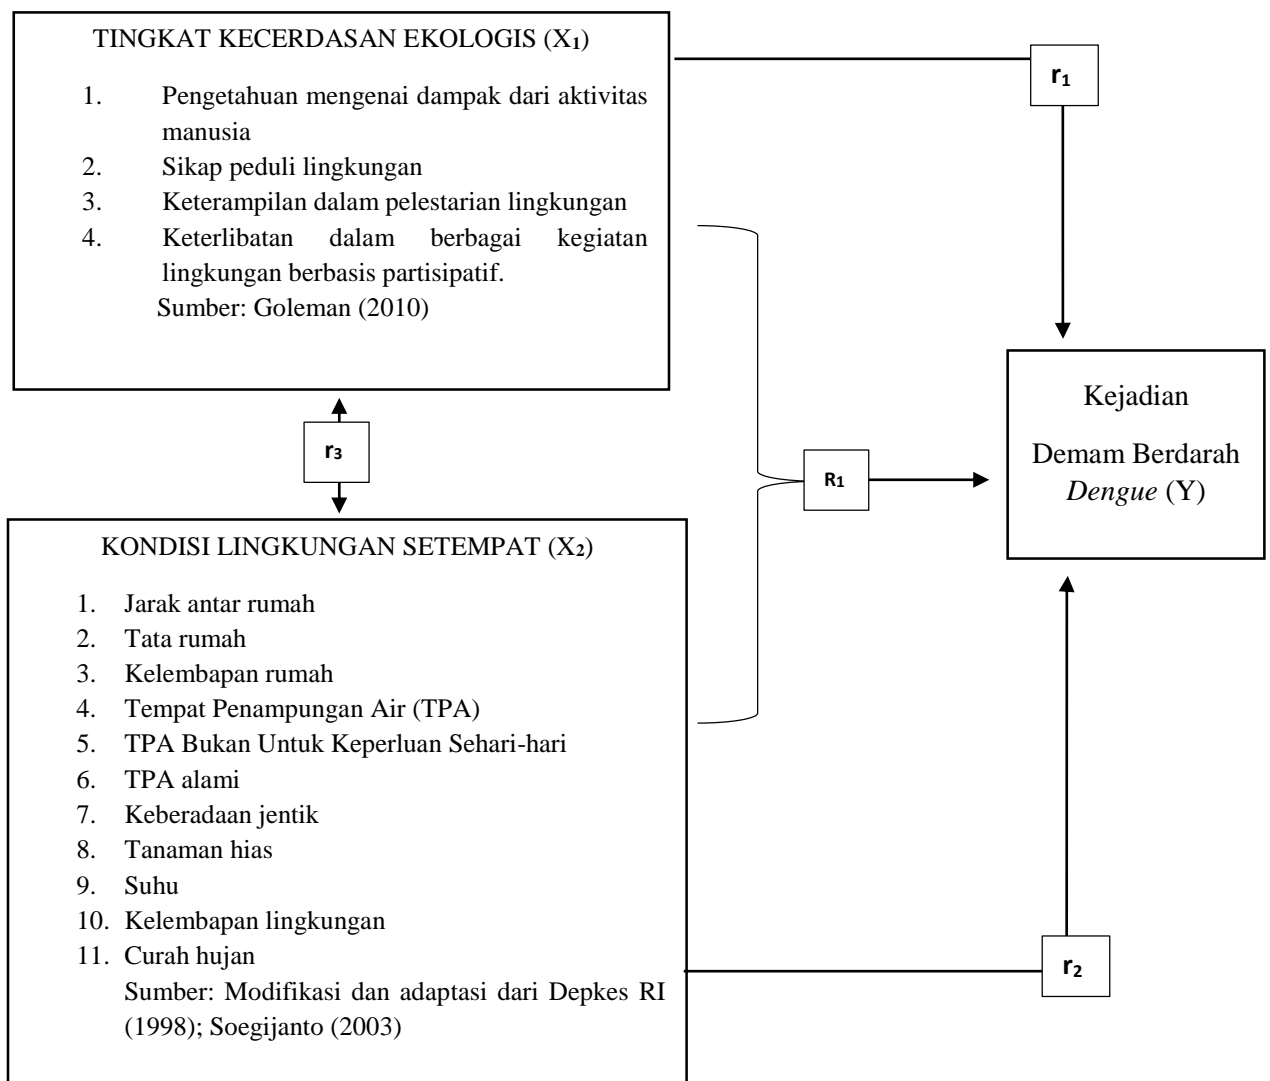 TINGKAT KECERDASAN EKOLOGIS (X₁)
1. Pengetahuan mengenai dampak dari aktivitas
manusia
2. Sikap peduli lingkungan
3. Keterampilan dalam pelestarian lingkungan
4. Keterlibatan dalam berbagai kegiatan
lingkungan berbasis partisipatif.
Sumber: Goleman (2010)
r₁
r₃
R₁
Kejadian
Demam Berdarah
Dengue (Y)
KONDISI LINGKUNGAN SETEMPAT (X₂)
1. Jarak antar rumah
2. Tata rumah
3. Kelembapan rumah
4. Tempat Penampungan Air (TPA)
5. TPA Bukan Untuk Keperluan Sehari-hari
6. TPA alami
7. Keberadaan jentik
8. Tanaman hias
9. Suhu
10. Kelembapan lingkungan
11. Curah hujan
Sumber: Modifikasi dan adaptasi dari Depkes RI
(1998); Soegijanto (2003)
r₂